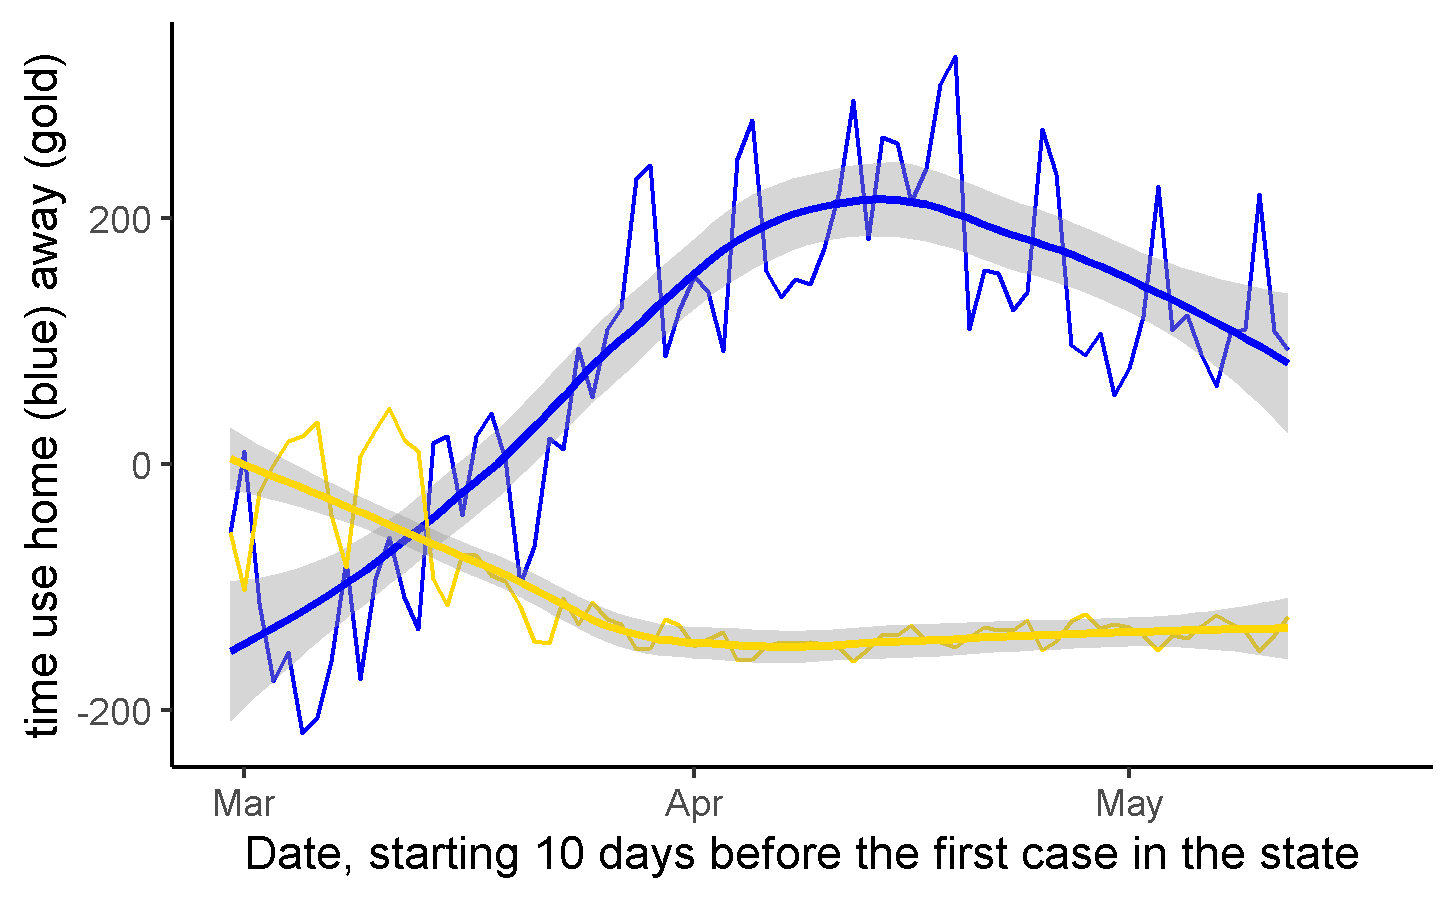 time use home (blue) away (gold)
200
0
-200
Mar
Apr
May
Date, starting 10 days before the first case in the state